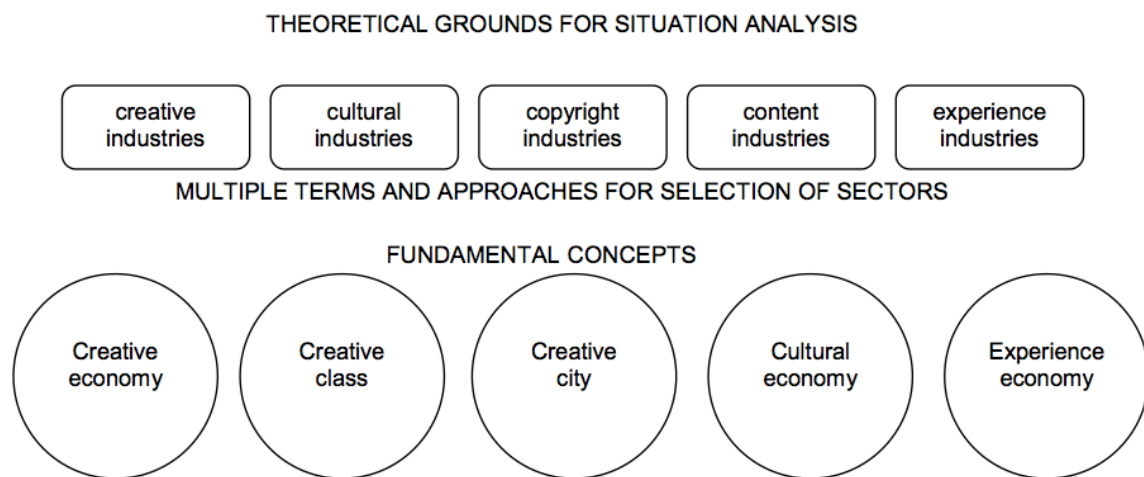 THEORETICAL GROUNDS FOR SITUATION ANALYSIS
creative
industries
cultural
industries
copyright
industries
content
industries
experience
industries
MULTIPLE TERMS AND APPROACHES FOR SELECTION OF SECTORS
FUNDAMENTAL CONCEPTS
Creative
economy
Creative
class
Creative
city
Cultural
economy
Experience
economy